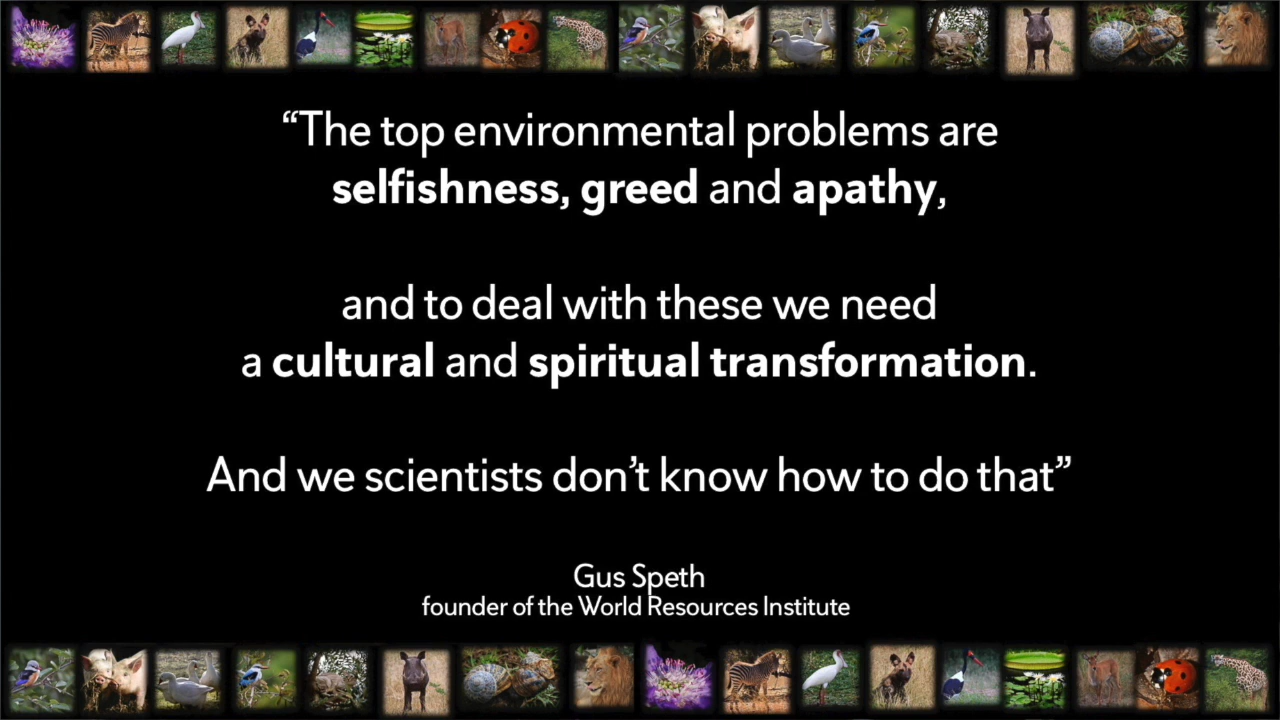 “The top environmental problems are
selfishness, greed and apathy,
and to deal with these we need
a cultural and spiritual transformation.
And we scientists don’t know how to do that”
Gus Speth
founder of the World Resources Institute